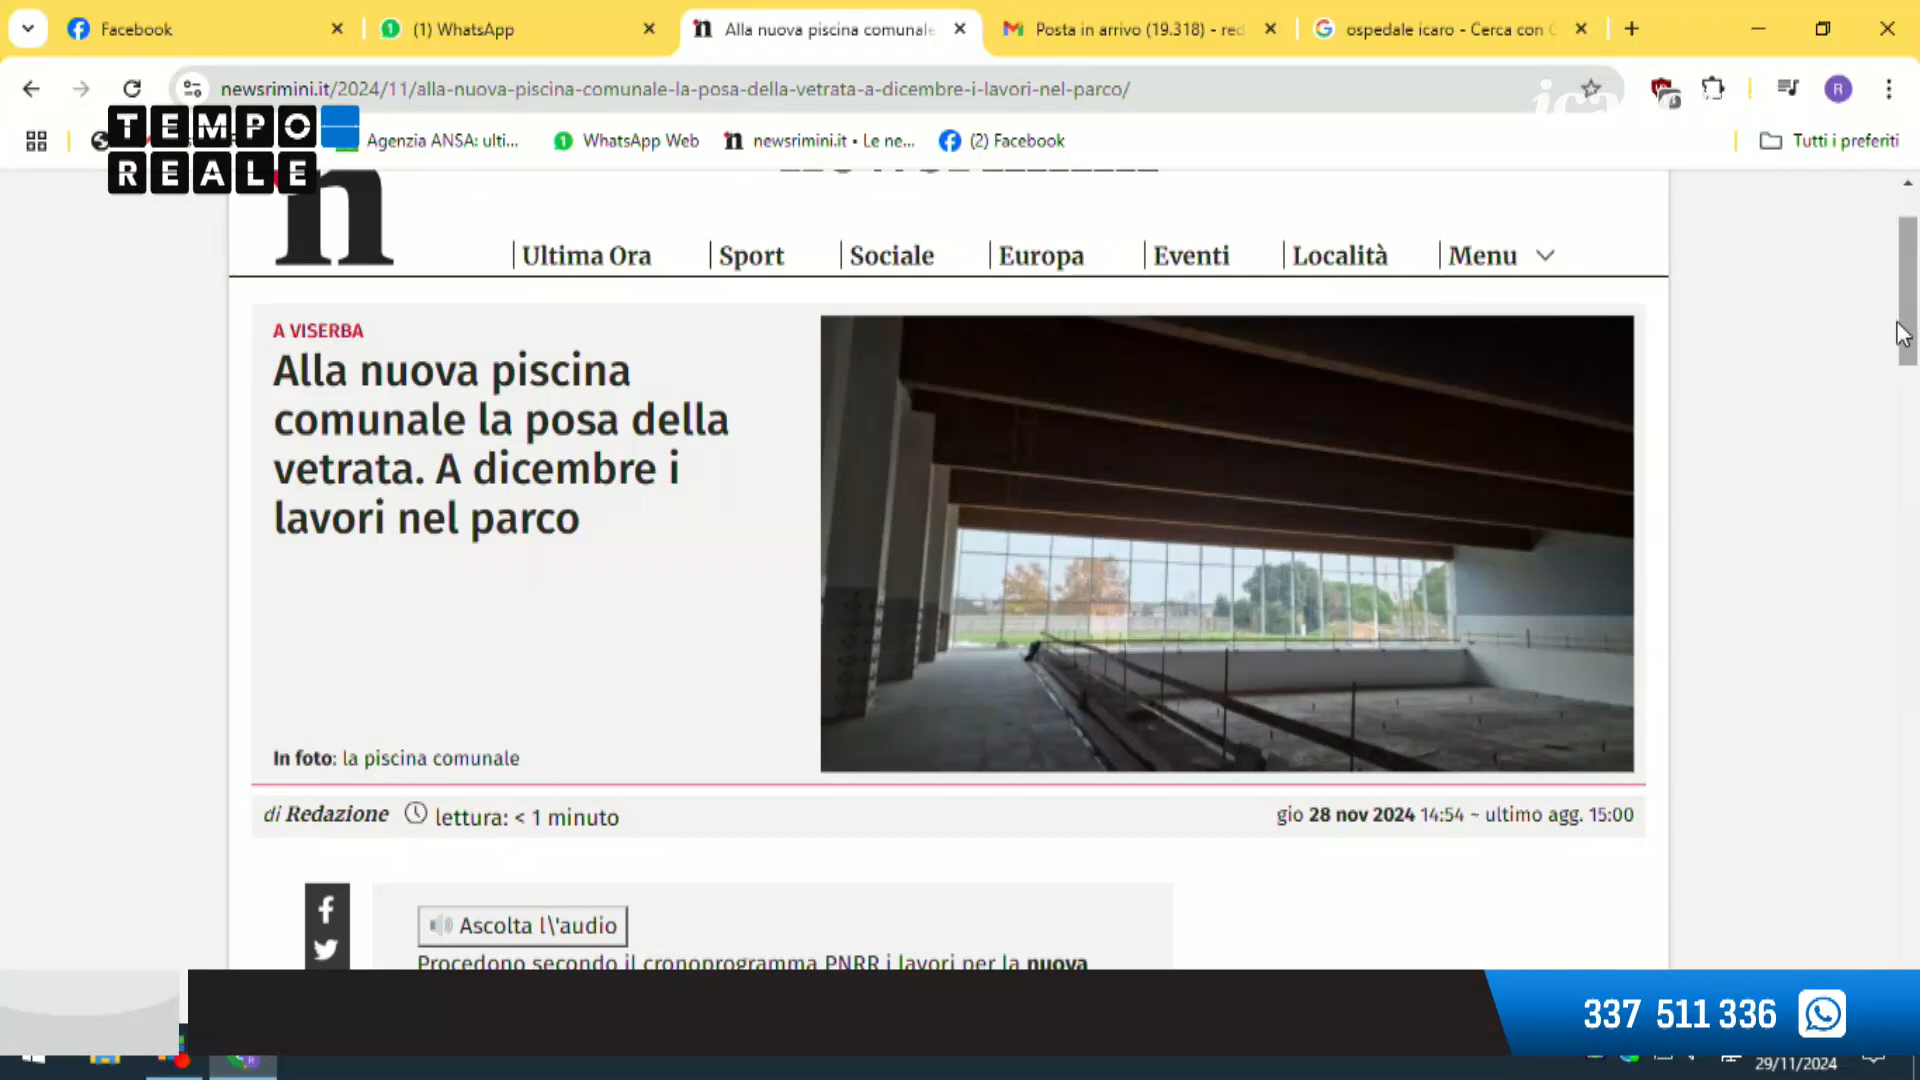 Facebook
(1) WhatsApp
Alla nuova piscina comunale
Posta in arrivo (19.318) - red
ospedale icaro - Cerca con G
newsrimini.it/2024/11/alla-nuova-piscina-comunale-la-posa-della-vetrata-a-dicembre-i-lavori-nel-parco/
R
TEMPO
REALE
Agenzia ANSA: ulti...
WhatsApp Web
newsrimini.it • Le ne...
(2) Facebook
Tutti i preferiti
n
Ultima Ora
Sport
Sociale
Europa
Eventi
Località
Menu
A VISERBA
Alla nuova piscina
comunale la posa della
vetrata. A dicembre i
lavori nel parco
In foto: la piscina comunale
di Redazione
lettura: < 1 minuto
gio 28 nov 2024 14:54 ~ ultimo agg. 15:00
Ascolta l\'audio
Procedono secondo il cronoprogramma PNRR i lavori per la nuova
337 511 336
29/11/2024